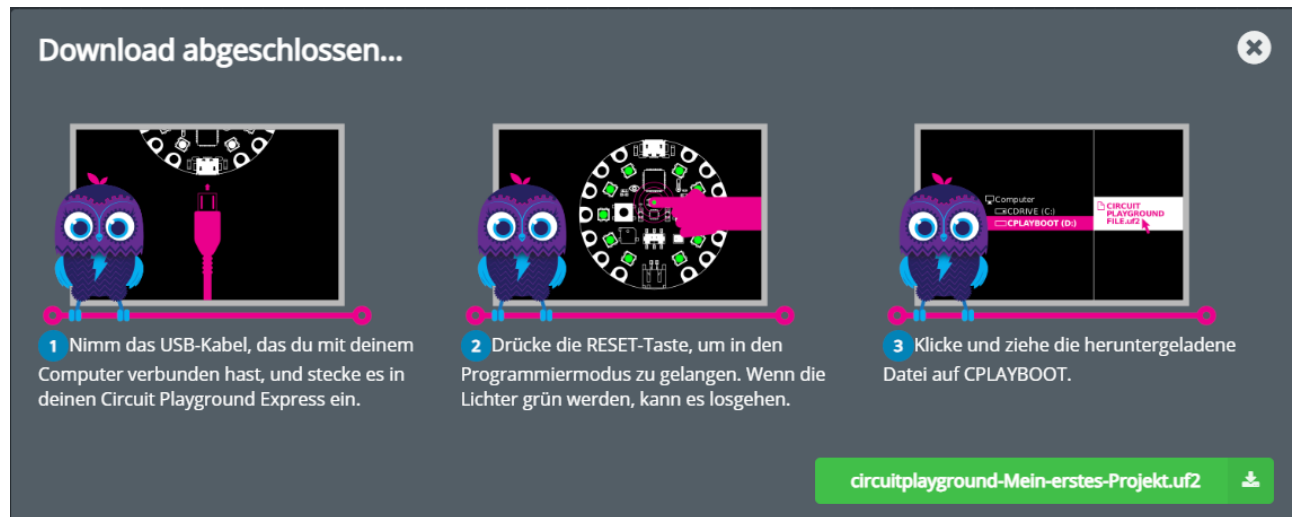 Download abgeschlossen...
1 Nimm das USB-Kabel, das du mit deinem
Computer verbunden hast, und stecke es in
deinen Circuit Playground Express ein.
2 Drücke die RESET-Taste, um in den
Programmiermodus zu gelangen. Wenn die
Lichter grün werden, kann es losgehen.
Computer
CDRIVE (C:)
CPLAYBOOT (D:)
CIRCUIT
PLAYGROUND
FILE.uf2
3 Klicke und ziehe die heruntergeladene
Datei auf CPLAYBOOT.
circuitplayground-Mein-erstes-Projekt.uf2